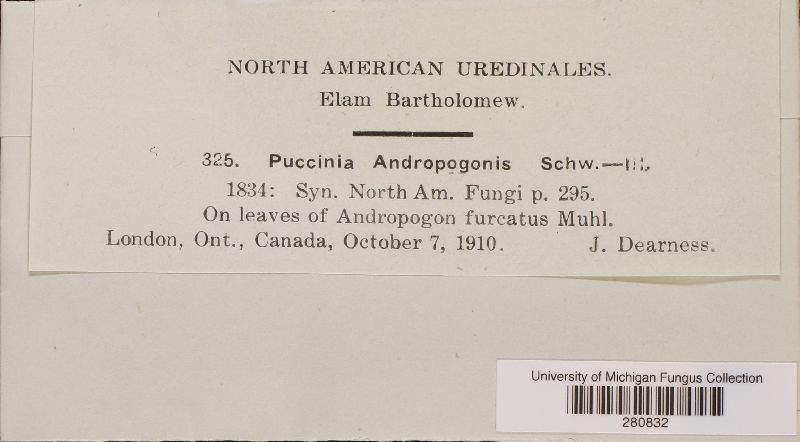 NORTH AMERICAN UREDINALES.
Elam Bartholomew.
325. Puccinia Andropogonis Schw.—III.
1834: Syn. North Am. Fungi p. 295.
On leaves of Andropogon furcatus Muhl.
London, Ont., Canada, October 7, 1910. J. Dearness.
University of Michigan Fungus Collection
280832